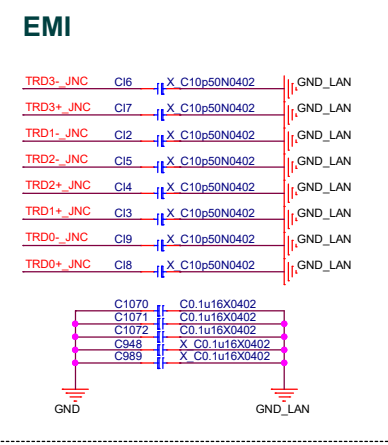 EMI
TRD3-_JNC CI6 X_C10p50N0402 GND_LAN
TRD3+_JNC CI7 X_C10p50N0402 GND_LAN
TRD1-_JNC CI2 X_C10p50N0402 GND_LAN
TRD2-_JNC CI5 X_C10p50N0402 GND_LAN
TRD2+_JNC CI4 X_C10p50N0402 GND_LAN
TRD1+_JNC CI3 X_C10p50N0402 GND_LAN
TRD0-_JNC CI9 X_C10p50N0402 GND_LAN
TRD0+_JNC CI8 X_C10p50N0402 GND_LAN
C1070 C0.1u16X0402
C1071 C0.1u16X0402
C1072 C0.1u16X0402
C948 X_C0.1u16X0402
C989 X_C0.1u16X0402
GND GND_LAN